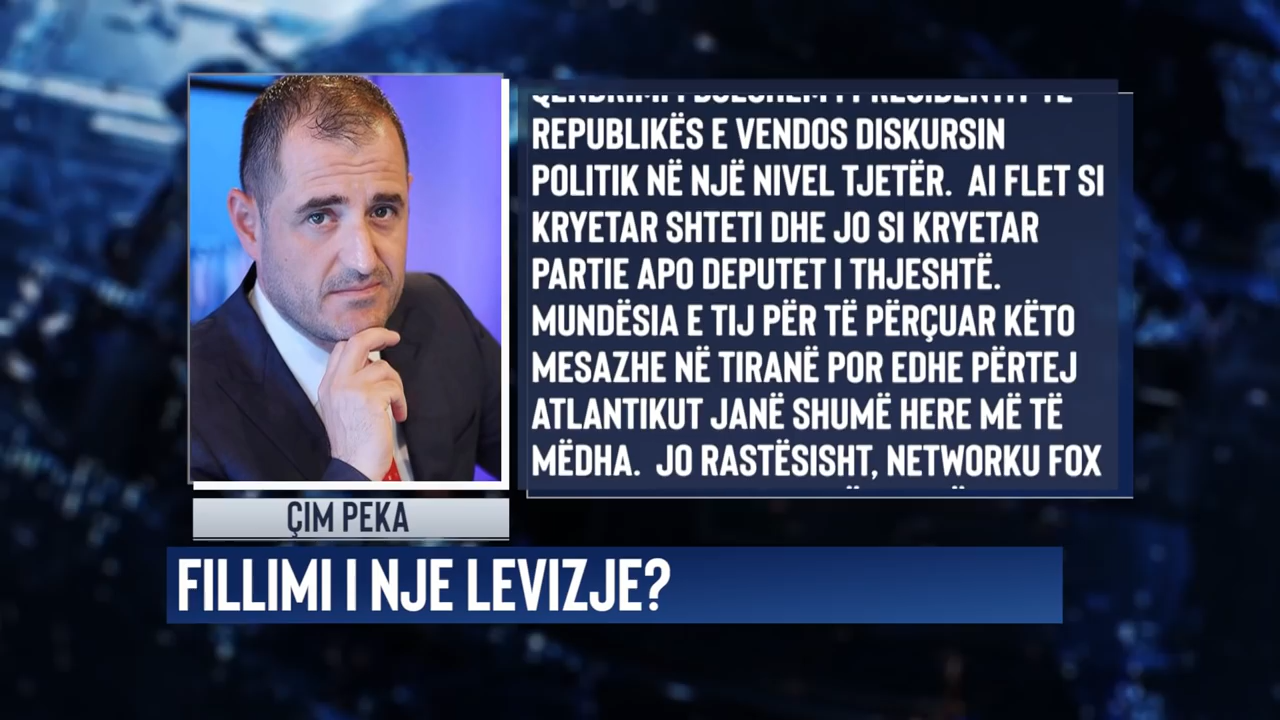 REPUBLIKËS E VENDOS DISKURSIN
POLITIK NË NJË NIVEL TJETËR. AI FLET SI
KRYETAR SHTETI DHE JO SI KRYETAR
PARTIE APO DEPUTET I THJESHTË.
MUNDËSIA E TIJ PËR TË PËRÇUAR KËTO
MESAZHE NË TIRANË POR EDHE PËRTEJ
ATLANTIKUT JANË SHUMË HERE MË TË
MËDHA. JO RASTËSISHT, NETWORKU FOX
ÇIM PEKA
FILLIMI I NJE LEVIZJE?